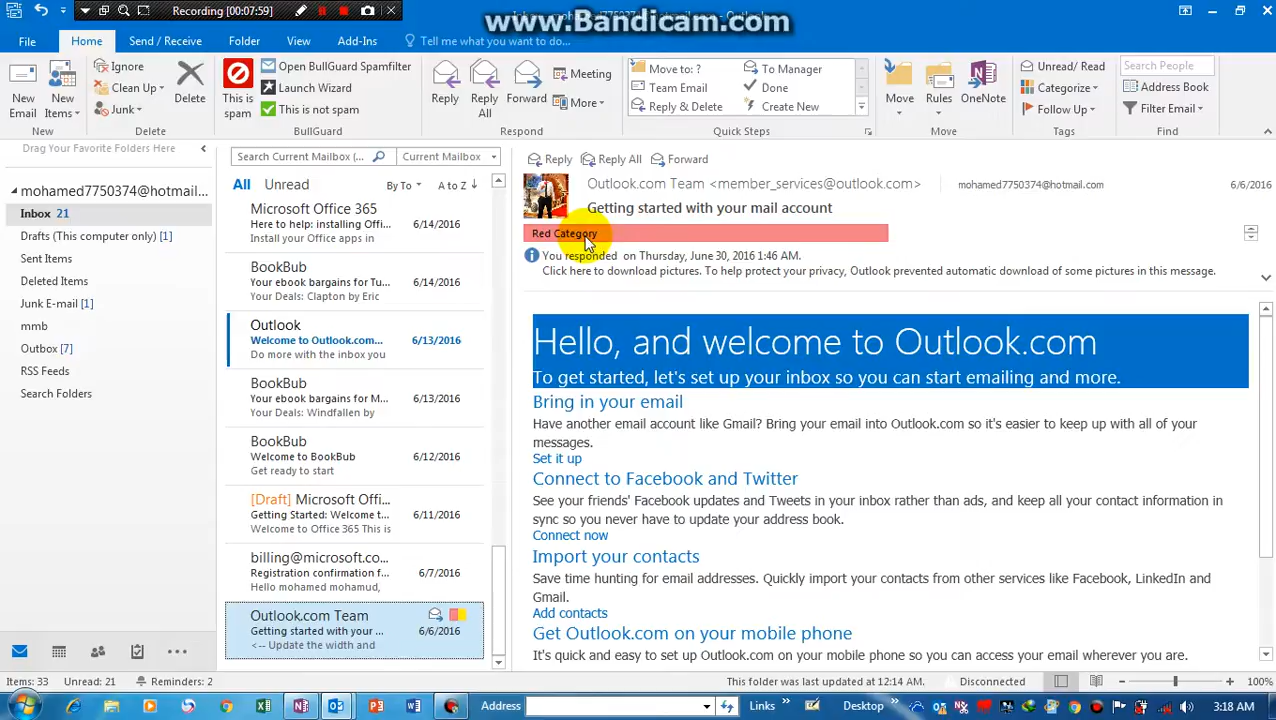 Recording [00:07:59]
www.Bandicam.com
File
Home
Send / Receive
Folder
View
Add-Ins
Tell me what you want to do...
New Email
New Items
New
Ignore
Clean Up
Junk
Delete
Delete
This is spam
Open BullGuard Spamfilter
Launch Wizard
This is not spam
BullGuard
Reply
Reply All
Forward
Meeting
More
Respond
Move to: ?
Team Email
Reply & Delete
To Manager
Done
Create New
Quick Steps
Move
Rules
OneNote
Move
Unread/ Read
Categorize
Follow Up
Tags
Search People
Address Book
Filter Email
Find
Drag Your Favorite Folders Here
mohamed7750374@hotmail...
Inbox 21
Drafts (This computer only) [1]
Sent Items
Deleted Items
Junk E-mail [1]
mmb
Outbox [7]
RSS Feeds
Search Folders
Search Current Mailbox (...
Current Mailbox
All
Unread
By To
A to Z
Microsoft Office 365
Here to help: installing Offi...
6/14/2016
Install your Office apps in
BookBub
Your ebook bargains for Tu...
6/14/2016
Your Deals: Clapton by Eric
Outlook
Welcome to Outlook.com...
6/13/2016
Do more with the inbox you
BookBub
Your ebook bargains for M...
6/13/2016
Your Deals: Windfallen by
BookBub
Welcome to BookBub
6/12/2016
Get ready to start
[Draft] Microsoft Offi...
Getting Started: Welcome t...
6/11/2016
Welcome to Office 365 This is
billing@microsoft.co...
Registration confirmation f...
6/7/2016
Hello mohamed mohamud,
Outlook.com Team
Getting started with your ...
6/6/2016
<-- Update the width and
Reply
Reply All
Forward
Outlook.com Team <member_services@outlook.com>
mohamed7750374@hotmail.com
6/6/2016
Getting started with your mail account
Red Category
You responded on Thursday, June 30, 2016 1:46 AM.
Click here to download pictures. To help protect your privacy, Outlook prevented automatic download of some pictures in this message.
Hello, and welcome to Outlook.com
To get started, let's set up your inbox so you can start emailing and more.
Bring in your email
Have another email account like Gmail? Bring your email into Outlook.com so it's easier to keep up with all of your
messages.
Set it up
Connect to Facebook and Twitter
See your friends' Facebook updates and Tweets in your inbox rather than ads, and keep all your contact information in
sync so you never have to update your address book.
Connect now
Import your contacts
Save time hunting for email addresses. Quickly import your contacts from other services like Facebook, LinkedIn and
Gmail.
Add contacts
Get Outlook.com on your mobile phone
It's quick and easy to set up Outlook.com on your mobile phone so you can access your email wherever you are.
Items: 33
Unread: 21
Reminders: 2
This folder was last updated at 12:14 AM.
Disconnected
100%
Address
Links
Desktop
3:18 AM